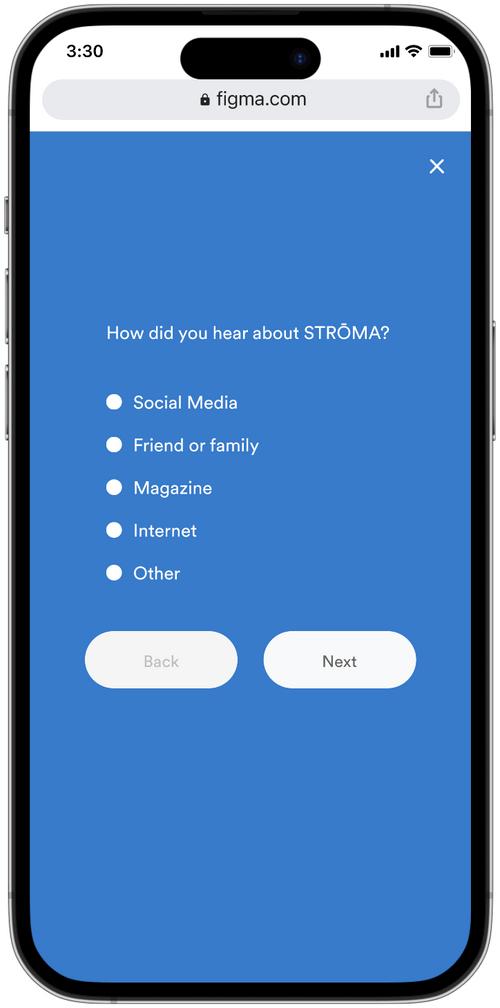 3:30
figma.com
How did you hear about STRŌMA?
Social Media
Friend or family
Magazine
Internet
Other
Back
Next